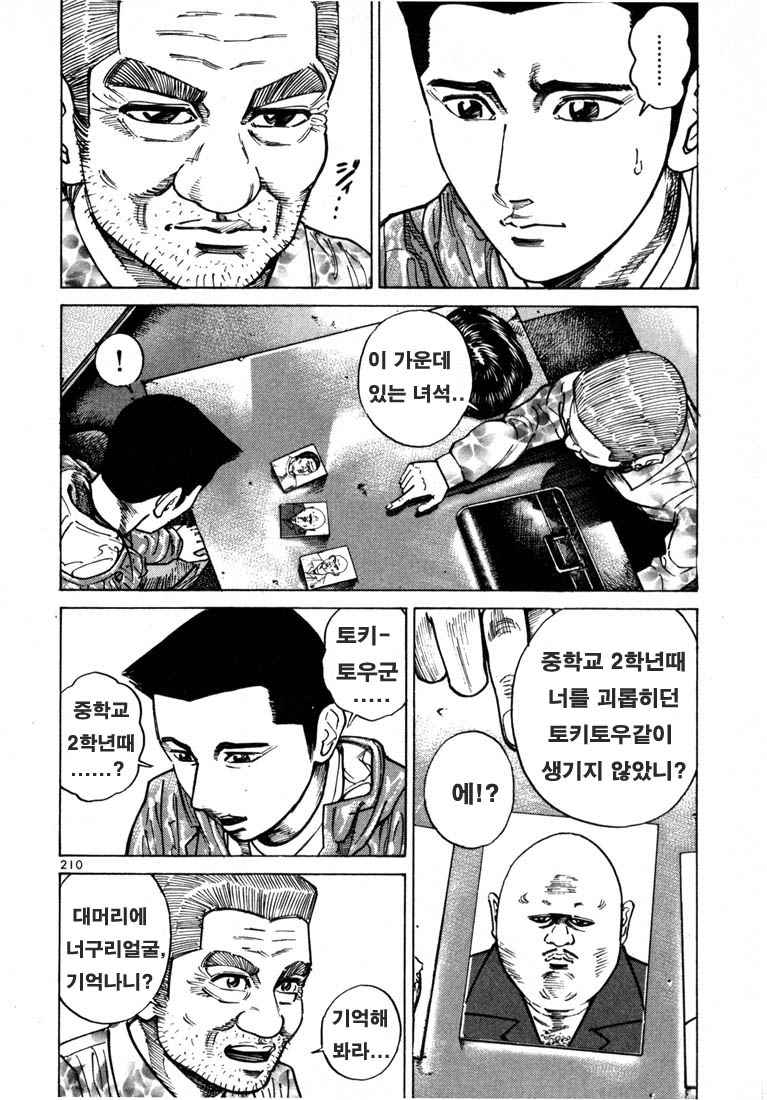 ………
ジィ…
!
이 가운데
있는 녀석..
중학교 2학년때
너를 괴롭히던
토키토우같이
생기지 않았니?
에!?
토키-
토우군
.....
중학교
2학년때
......?
210
대머리에
너구리얼굴,
기억나니?
기억해
봐라...